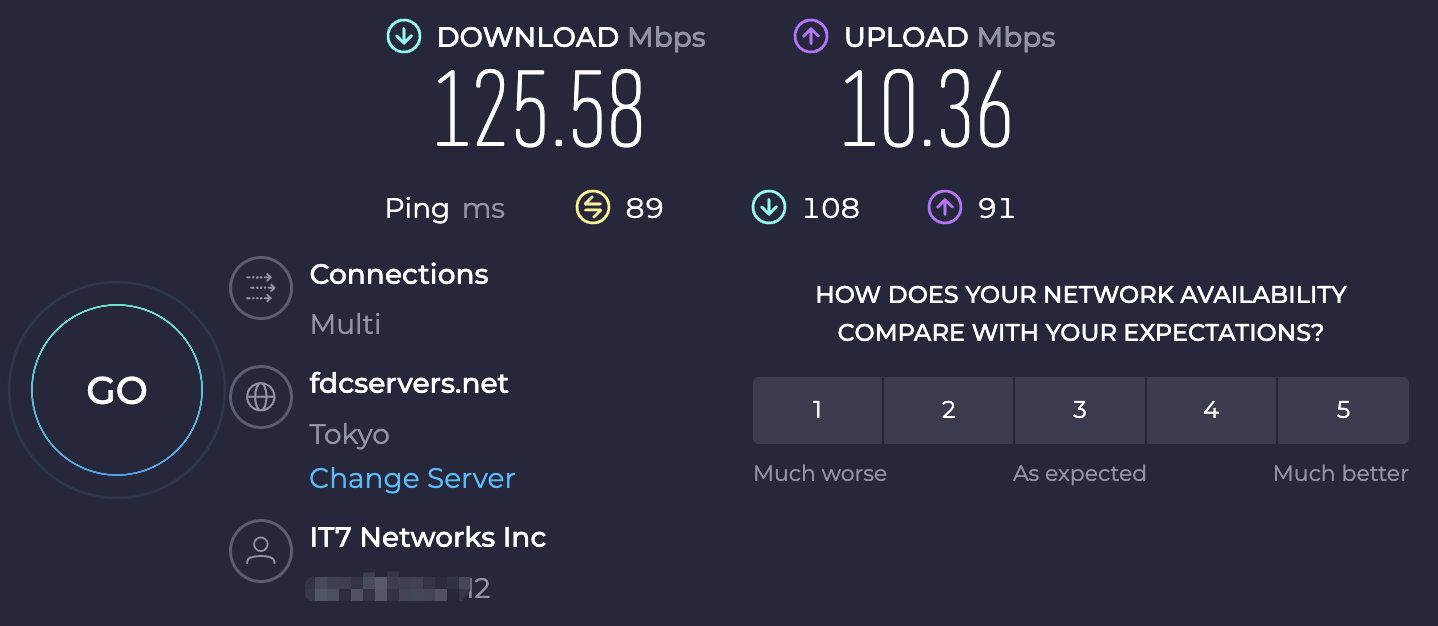 DOWNLOAD Mbps
125.58
UPLOAD Mbps
10.36
Ping ms 89 108 91
Connections
Multi
GO
fdcservers.net
Tokyo
Change Server
IT7 Networks Inc
HOW DOES YOUR NETWORK AVAILABILITY
COMPARE WITH YOUR EXPECTATIONS?
1 2 3 4 5
Much worse As expected Much better